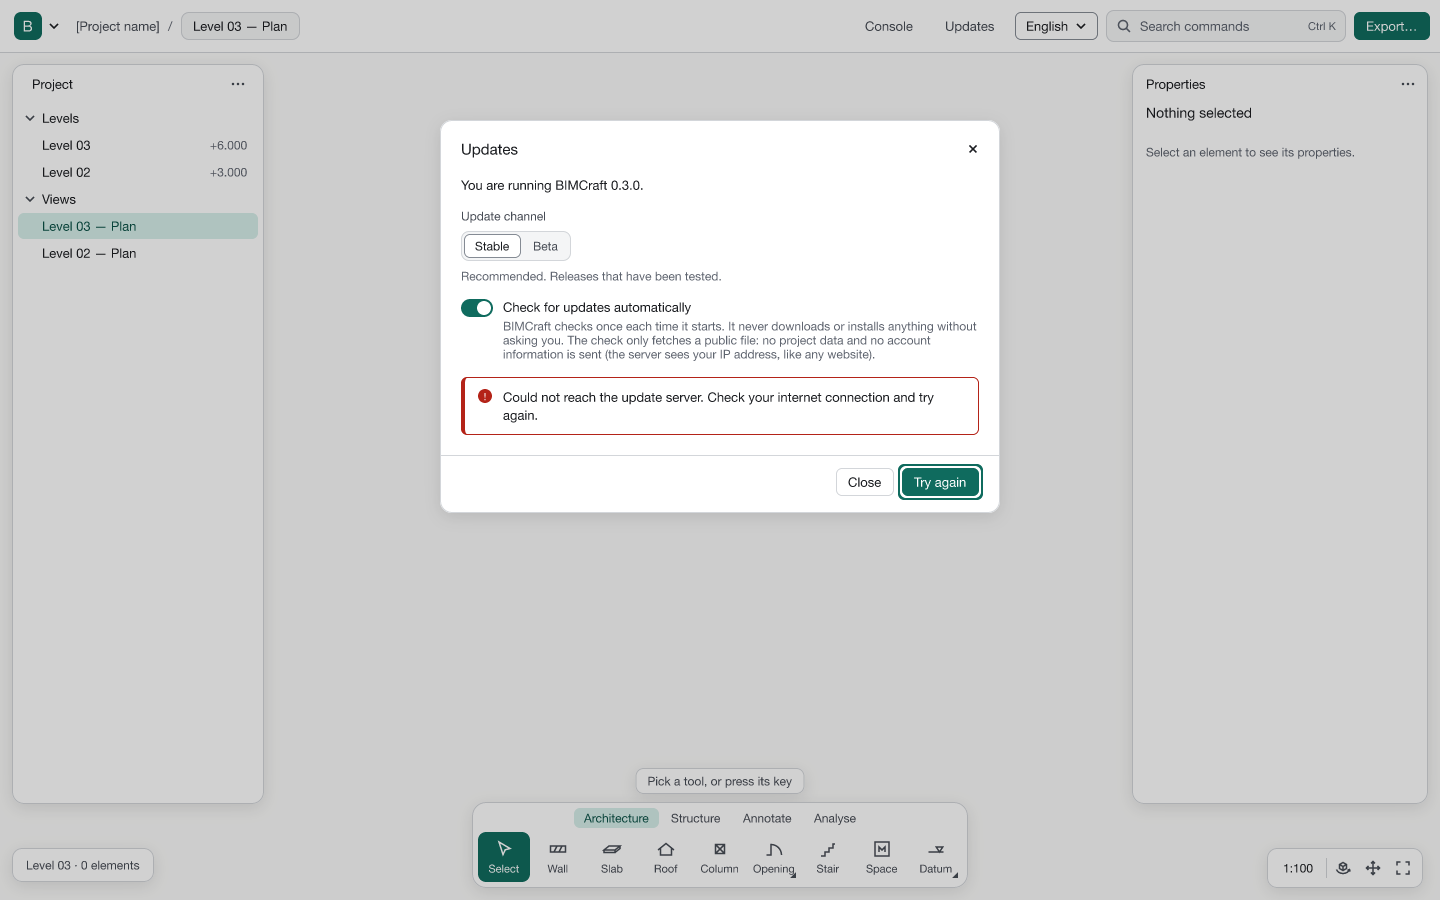 B
[Project name] / Level 03 — Plan
Console
Updates
English
Search commands Ctrl K
Export...
Project
Levels
Level 03 +6.000
Level 02 +3.000
Views
Level 03 — Plan
Level 02 — Plan
Updates
You are running BIMCraft 0.3.0.
Update channel
Stable Beta
Recommended. Releases that have been tested.
Check for updates automatically
BIMCraft checks once each time it starts. It never downloads or installs anything without
asking you. The check only fetches a public file: no project data and no account
information is sent (the server sees your IP address, like any website).
Could not reach the update server. Check your internet connection and try
again.
Close Try again
Properties
Nothing selected
Select an element to see its properties.
Pick a tool, or press its key
Architecture Structure Annotate Analyse
Select Wall Slab Roof Column Opening Stair Space Datum
Level 03 · 0 elements
1:100